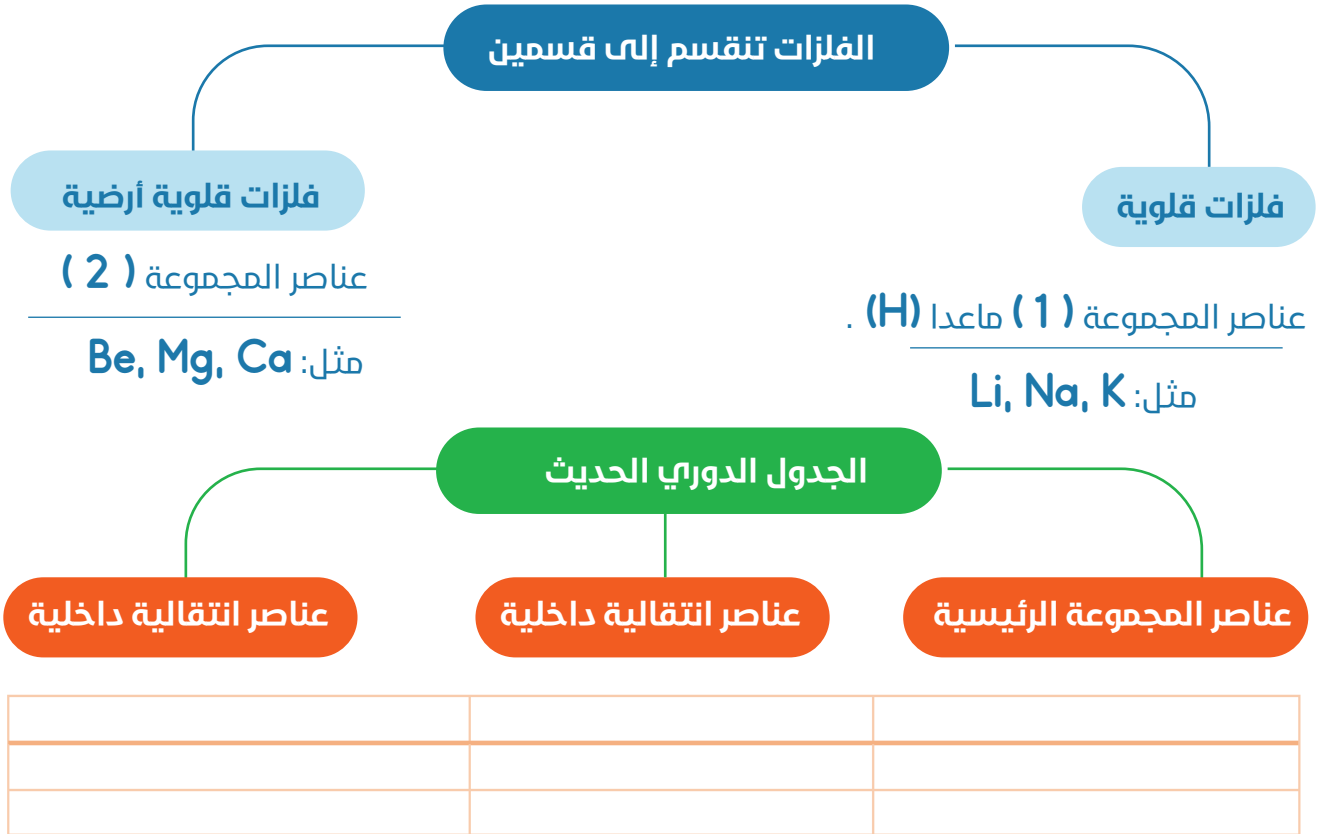 الفلزات تنقسم إلى قسمين
فلزات قلوية
عناصر المجموعة ( 1 ) ماعدا (H) .
مثل: Li, Na, K
فلزات قلوية أرضية
عناصر المجموعة ( 2 )
مثل: Be, Mg, Ca
الجدول الدوري الحديث
عناصر المجموعة الرئيسية
عناصر انتقالية داخلية
عناصر انتقالية داخلية